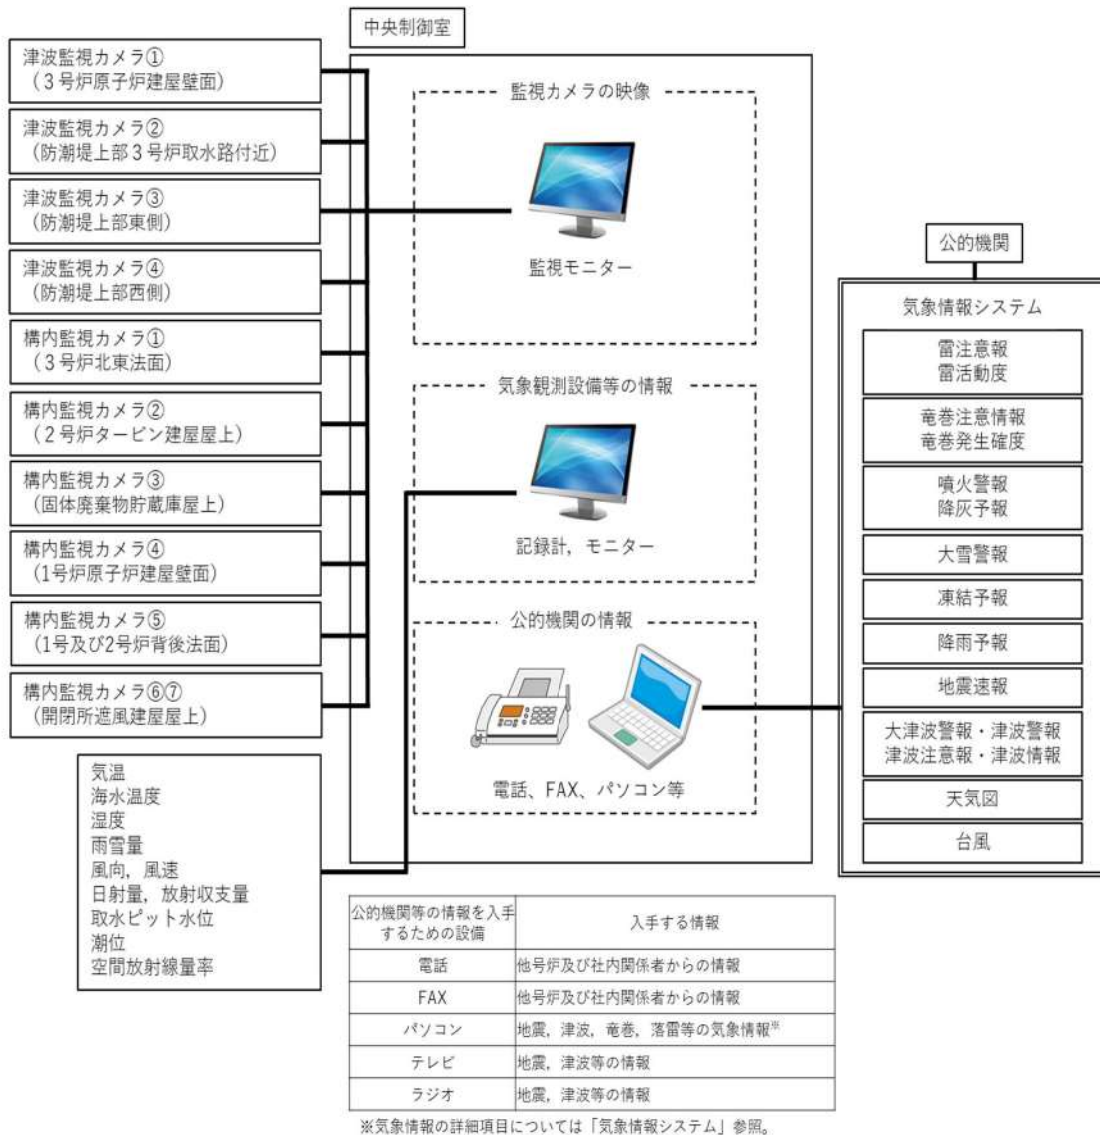 中央制御室
津波監視カメラ①
（３号炉原子炉建屋壁面）
津波監視カメラ②
(防潮堤上部３号炉取水路付近)
津波監視カメラ③
（防潮堤上部東側）
津波監視カメラ④
（防潮堤上部西側）
構内監視カメラ①
（３号炉北東法面）
構内監視カメラ②
（２号炉タービン建屋屋上）
構内監視カメラ③
(固体廃棄物貯蔵庫屋上)
構内監視カメラ④
(1号炉原子炉建屋壁面)
構内監視カメラ⑤
(1号及び2号炉背後法面)
構内監視カメラ⑥⑦
（開閉所遮風建屋屋上）
気温
海水温度
湿度
雨雪量
風向，風速
日射量，放射収支量
取水ピット水位
潮位
空間放射線量率
監視カメラの映像
監視モニター
気象観測設備等の情報
記録計，モニター
公的機関の情報
電話、FAX、パソコン等
公的機関
気象情報システム
雷注意報
雷活動度
竜巻注意情報
竜巻発生確度
噴火警報
降灰予報
大雪警報
凍結予報
降雨予報
地震速報
大津波警報・津波警報
津波注意報・津波情報
天気図
台風
公的機関等の情報を入手
するための設備
入手する情報
電話
他号炉及び社内関係者からの情報
FAX
他号炉及び社内関係者からの情報
パソコン
地震，津波，竜巻，落雷等の気象情報※
テレビ
地震，津波等の情報
ラジオ
地震，津波等の情報
※気象情報の詳細項目については「気象情報システム」参照。